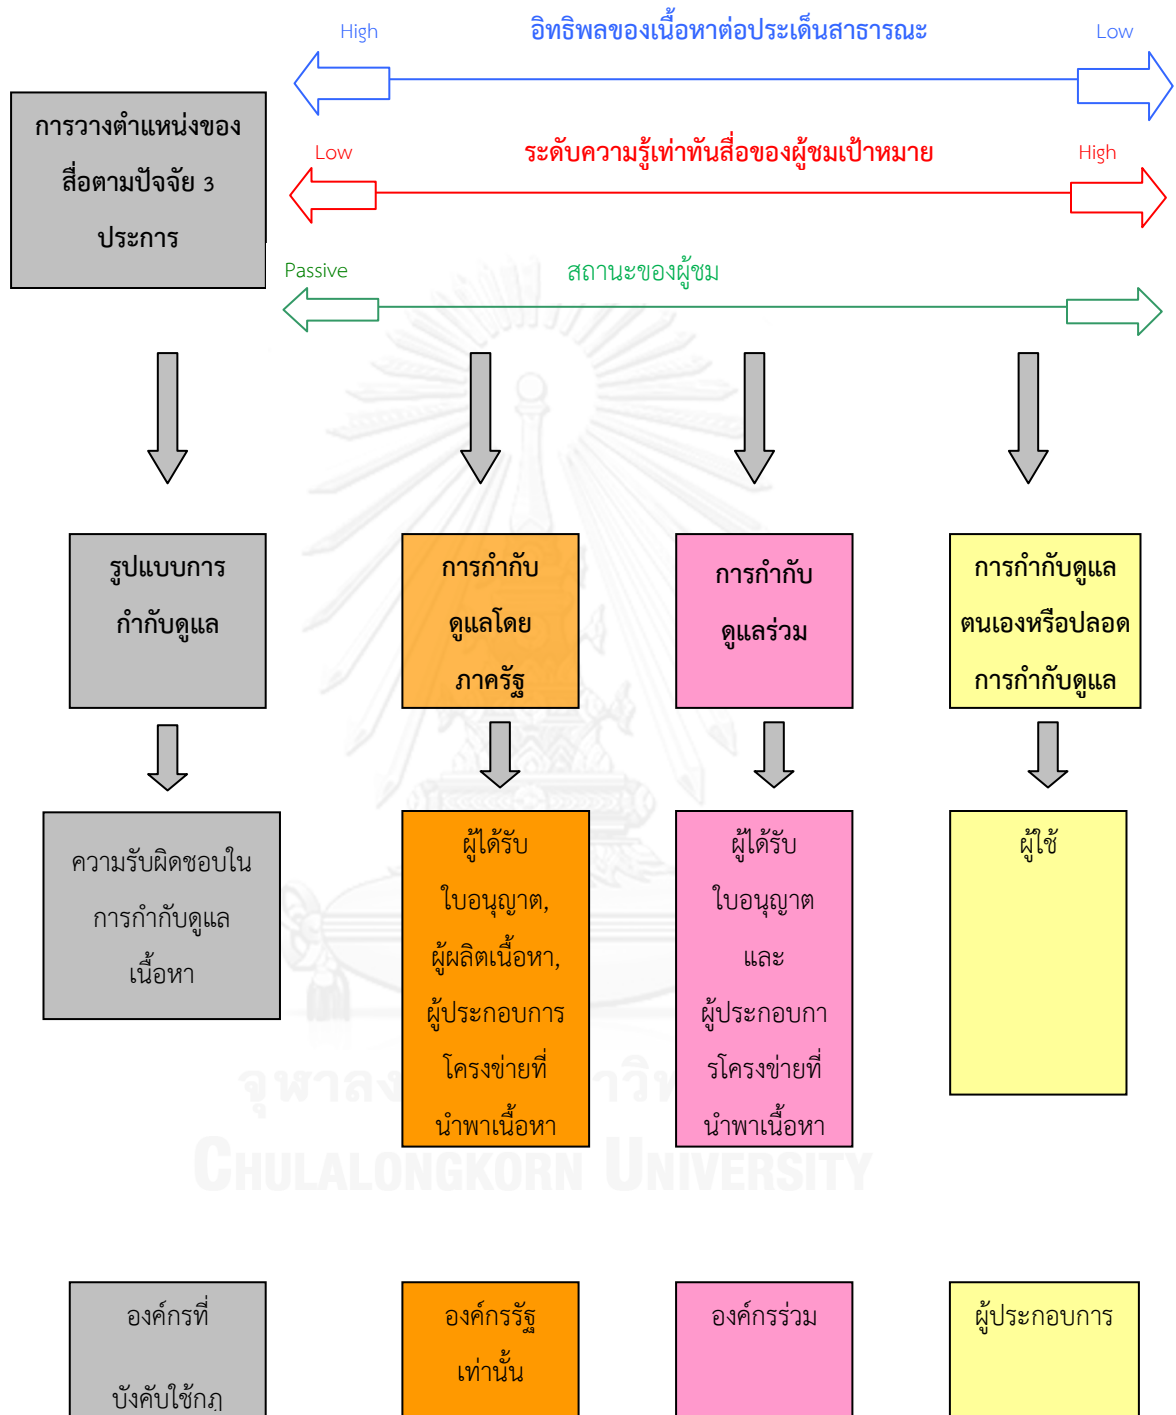 High อิทธิพลของเนื้อหาต่อประเด็นสาธารณะ Low
การวางตำแหน่งของ
สื่อตามปัจจัย 3
ประการ
Low ระดับความรู้เท่าทันสื่อของผู้ชมเป้าหมาย High
Passive สถานะของผู้ชม
รูปแบบการ
กำกับดูแล
การกำกับ
ดูแลโดย
ภาครัฐ
การกำกับ
ดูแลร่วม
การกำกับดูแล
ตนเองหรือปลอด
การกำกับดูแล
ความรับผิดชอบใน
การกำกับดูแล
เนื้อหา
ผู้ได้รับ
ใบอนุญาต,
ผู้ผลิตเนื้อหา,
ผู้ประกอบการ
โครงข่ายที่
นำพาเนื้อหา
ผู้ได้รับ
ใบอนุญาต
และ
ผู้ประกอบกา
รโครงข่ายที่
นำพาเนื้อหา
ผู้ใช้
CHULALONGKORN UNIVERSITY
องค์กรที่
บังคับใช้กฎ
องค์กรรัฐ
เท่านั้น
องค์กรร่วม
ผู้ประกอบการ